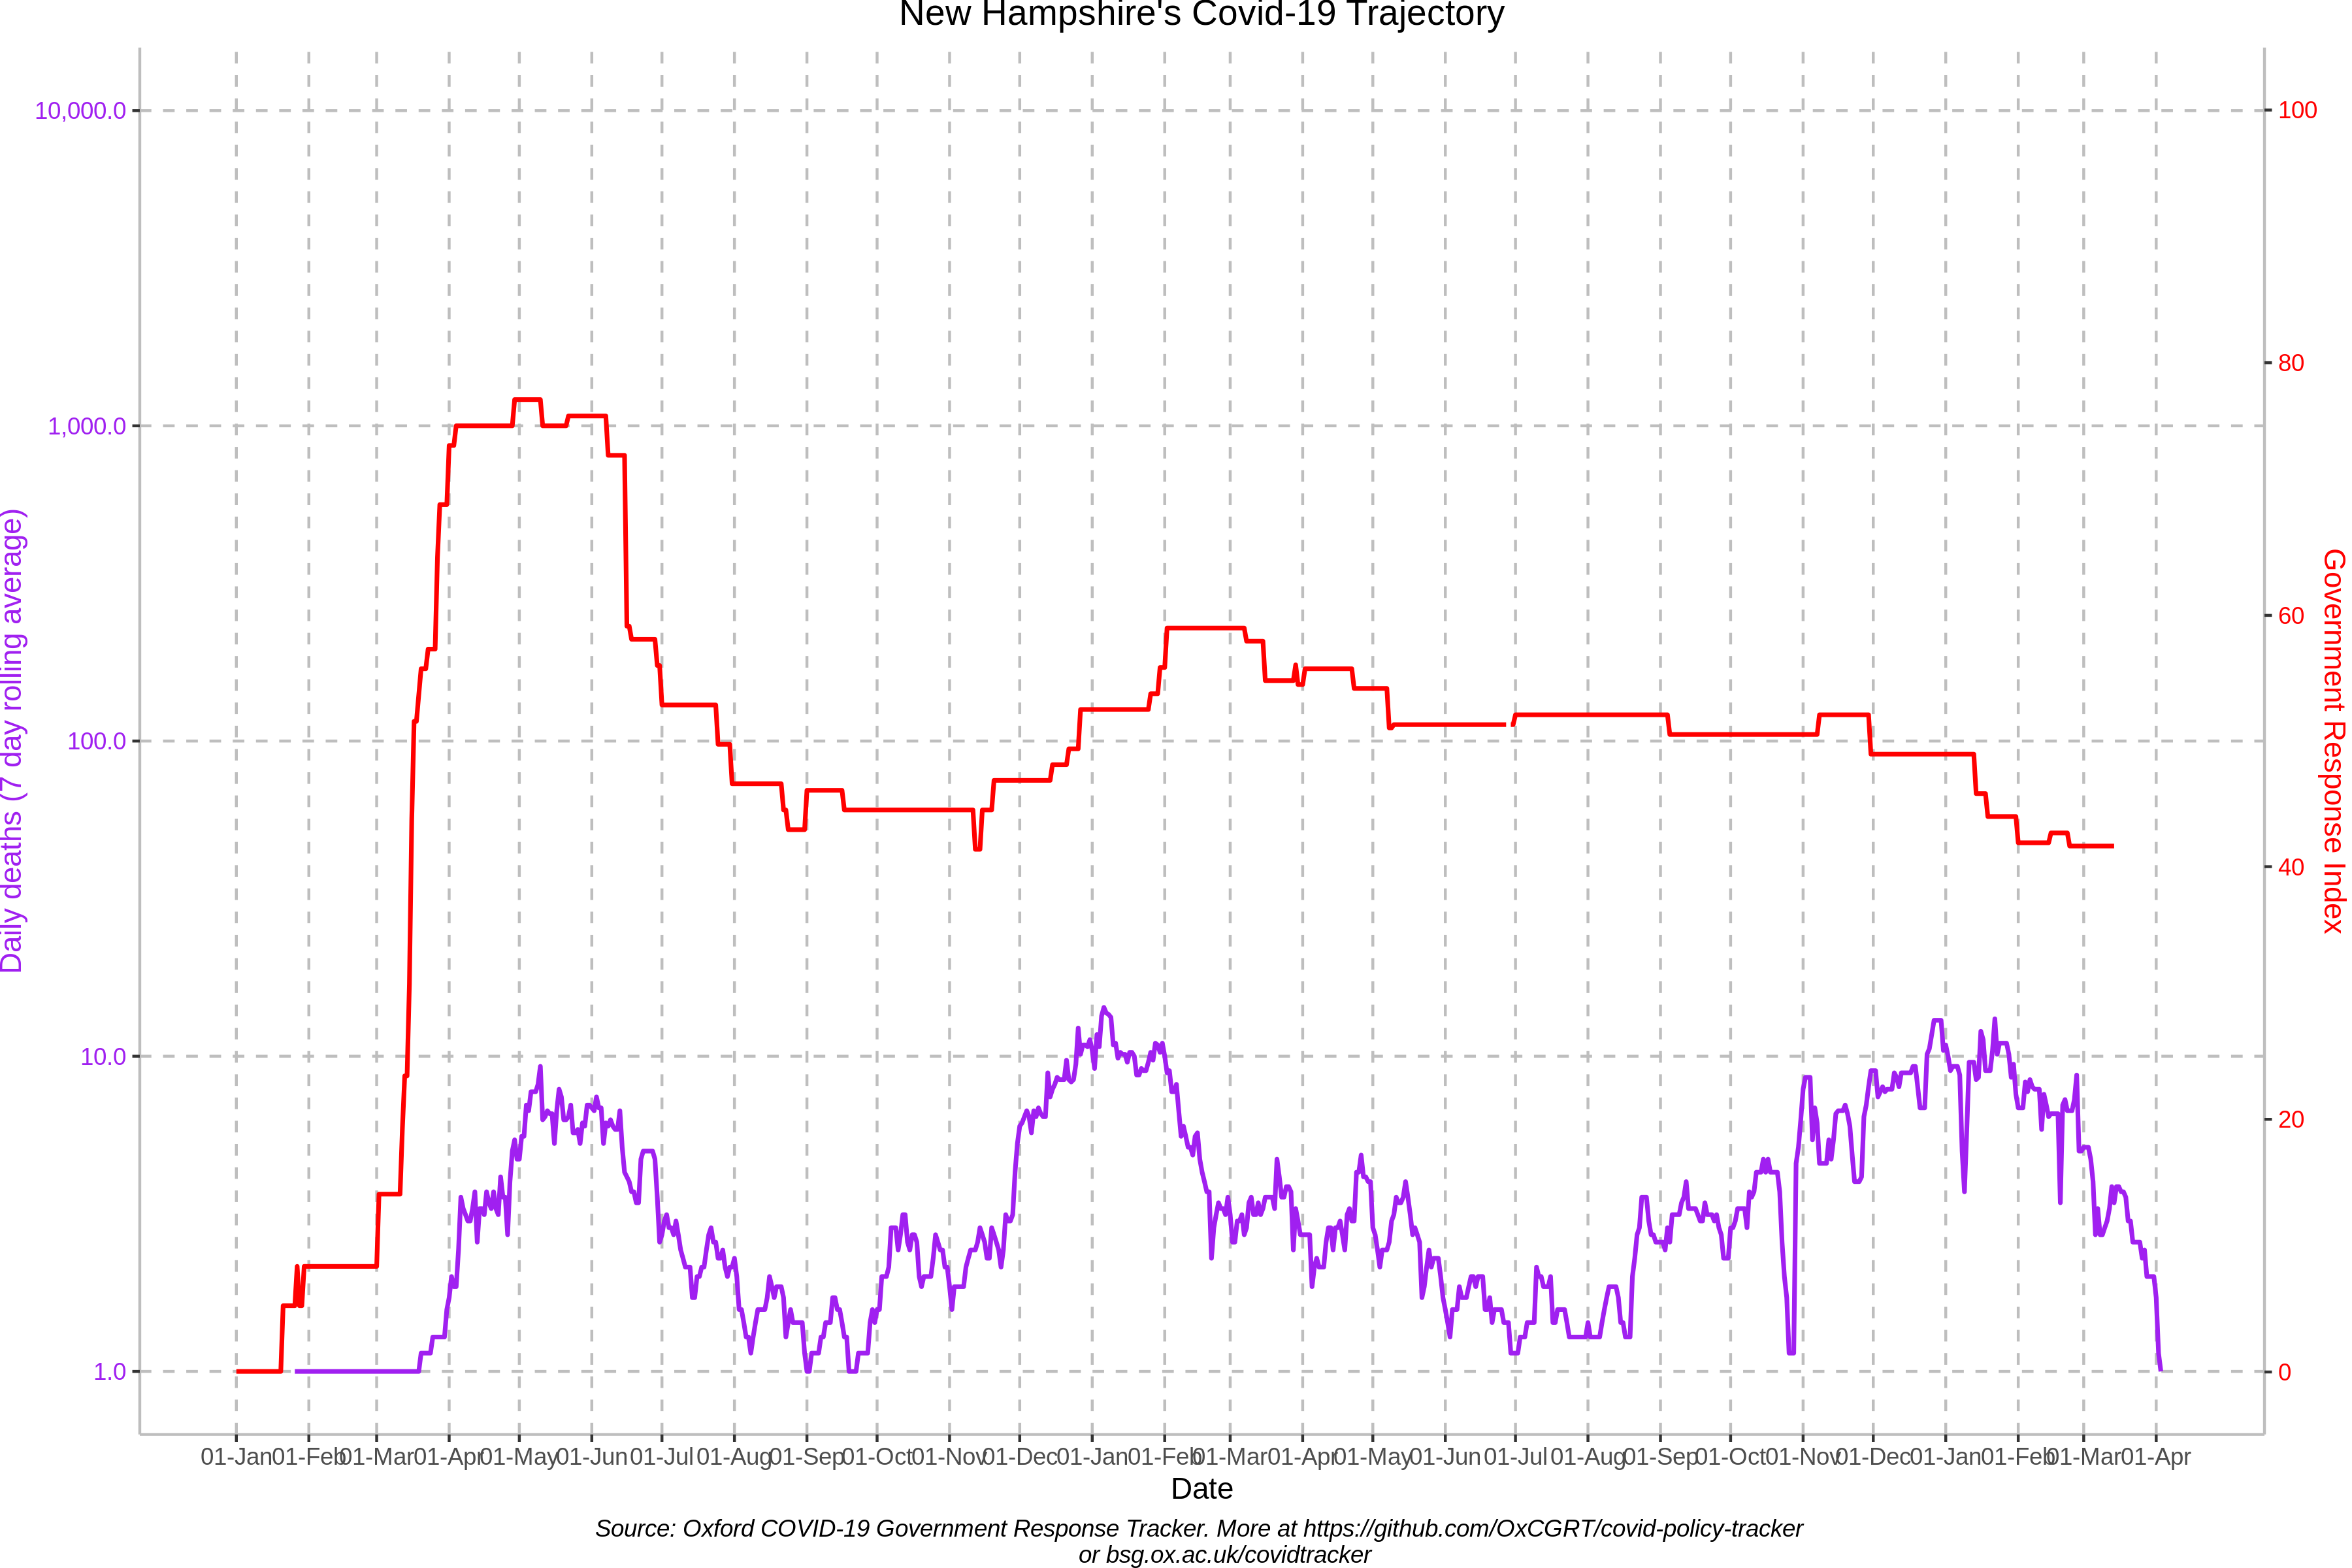 New Hampshire's Covid-19 Trajectory
10,000.0
1,000.0
100.0
10.0
1.0
Daily deaths (7 day rolling average)
100
80
60
40
20
0
Government Response Index
01-Jan 01-Feb 01-Mar 01-Apr 01-May 01-Jun 01-Jul 01-Aug 01-Sep 01-Oct 01-Nov 01-Dec 01-Jan 01-Feb 01-Mar 01-Apr 01-May 01-Jun 01-Jul 01-Aug 01-Sep 01-Oct 01-Nov 01-Dec 01-Jan 01-Feb 01-Mar 01-Apr
Date
Source: Oxford COVID-19 Government Response Tracker. More at https://github.com/OxCGRT/covid-policy-tracker
or bsg.ox.ac.uk/covidtracker